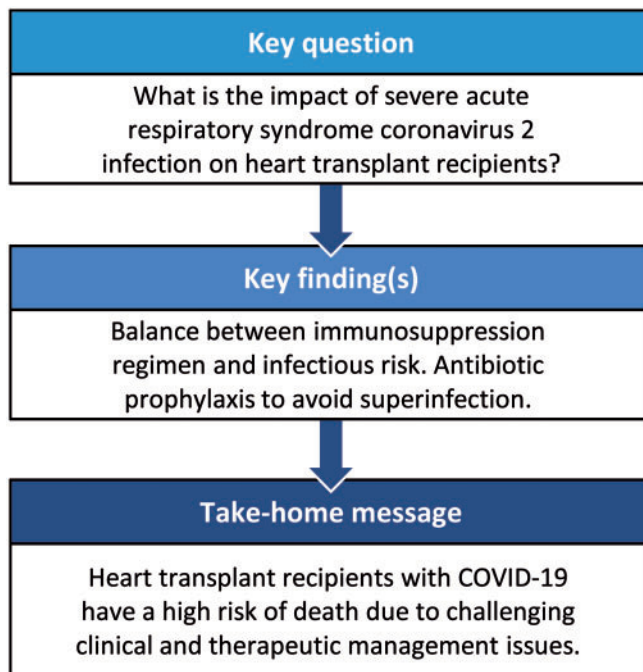 Key question
What is the impact of severe acute
respiratory syndrome coronavirus 2
infection on heart transplant recipients?
Key finding(s)
Balance between immunosuppression
regimen and infectious risk. Antibiotic
prophylaxis to avoid superinfection.
Take-home message
Heart transplant recipients with COVID-19
have a high risk of death due to challenging
clinical and therapeutic management issues.